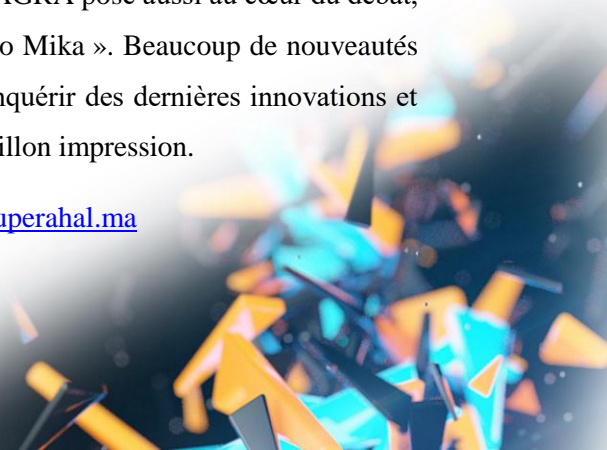 AGRA pose aussi au cœur du débat,
o Mika ». Beaucoup de nouveautés
nquérir des dernières innovations et
illon impression.
uperahal.ma